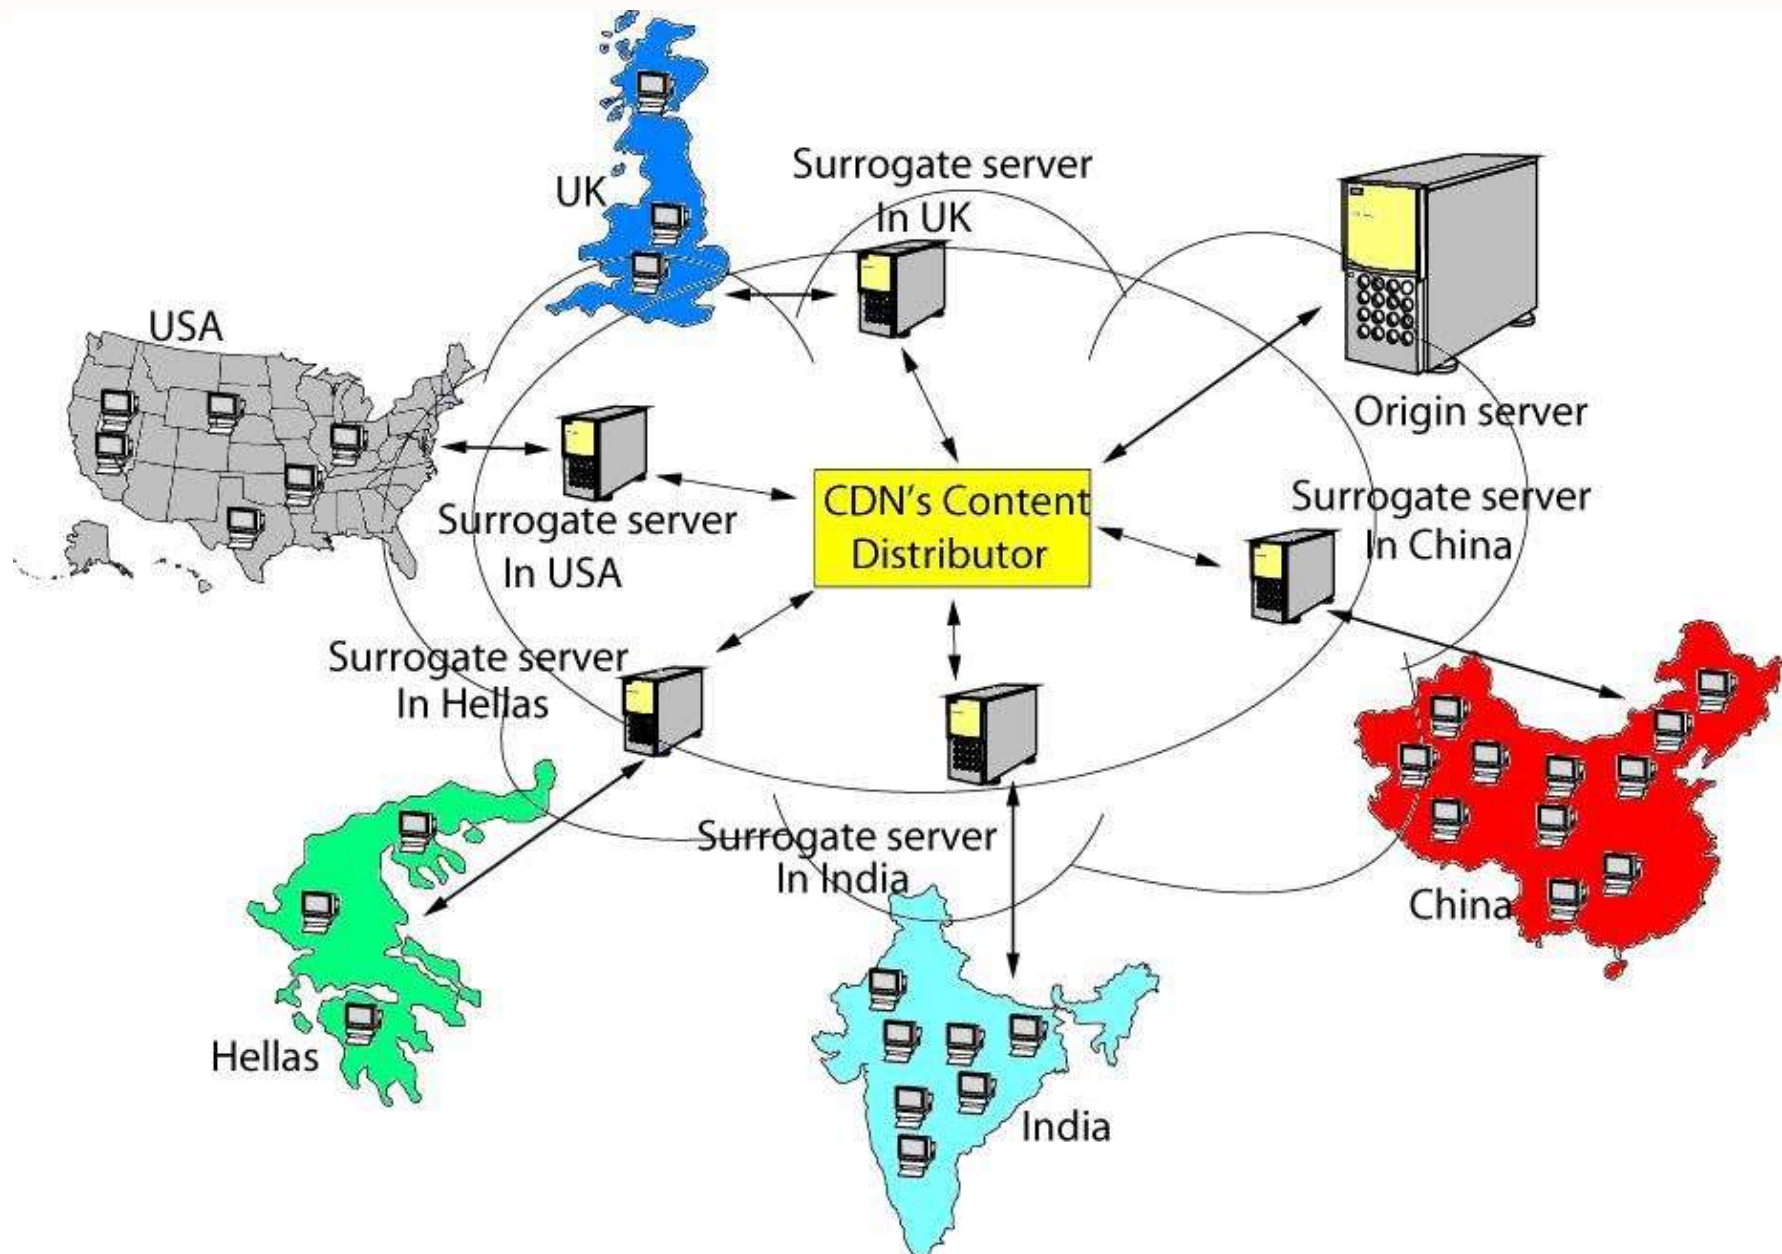 Surrogate server
In UK
UK
USA
Origin server
CDN's Content
Distributor
Surrogate server
In China
Surrogate server
In USA
Surrogate server
In Hellas
Surrogate server
In India
China
Hellas
India